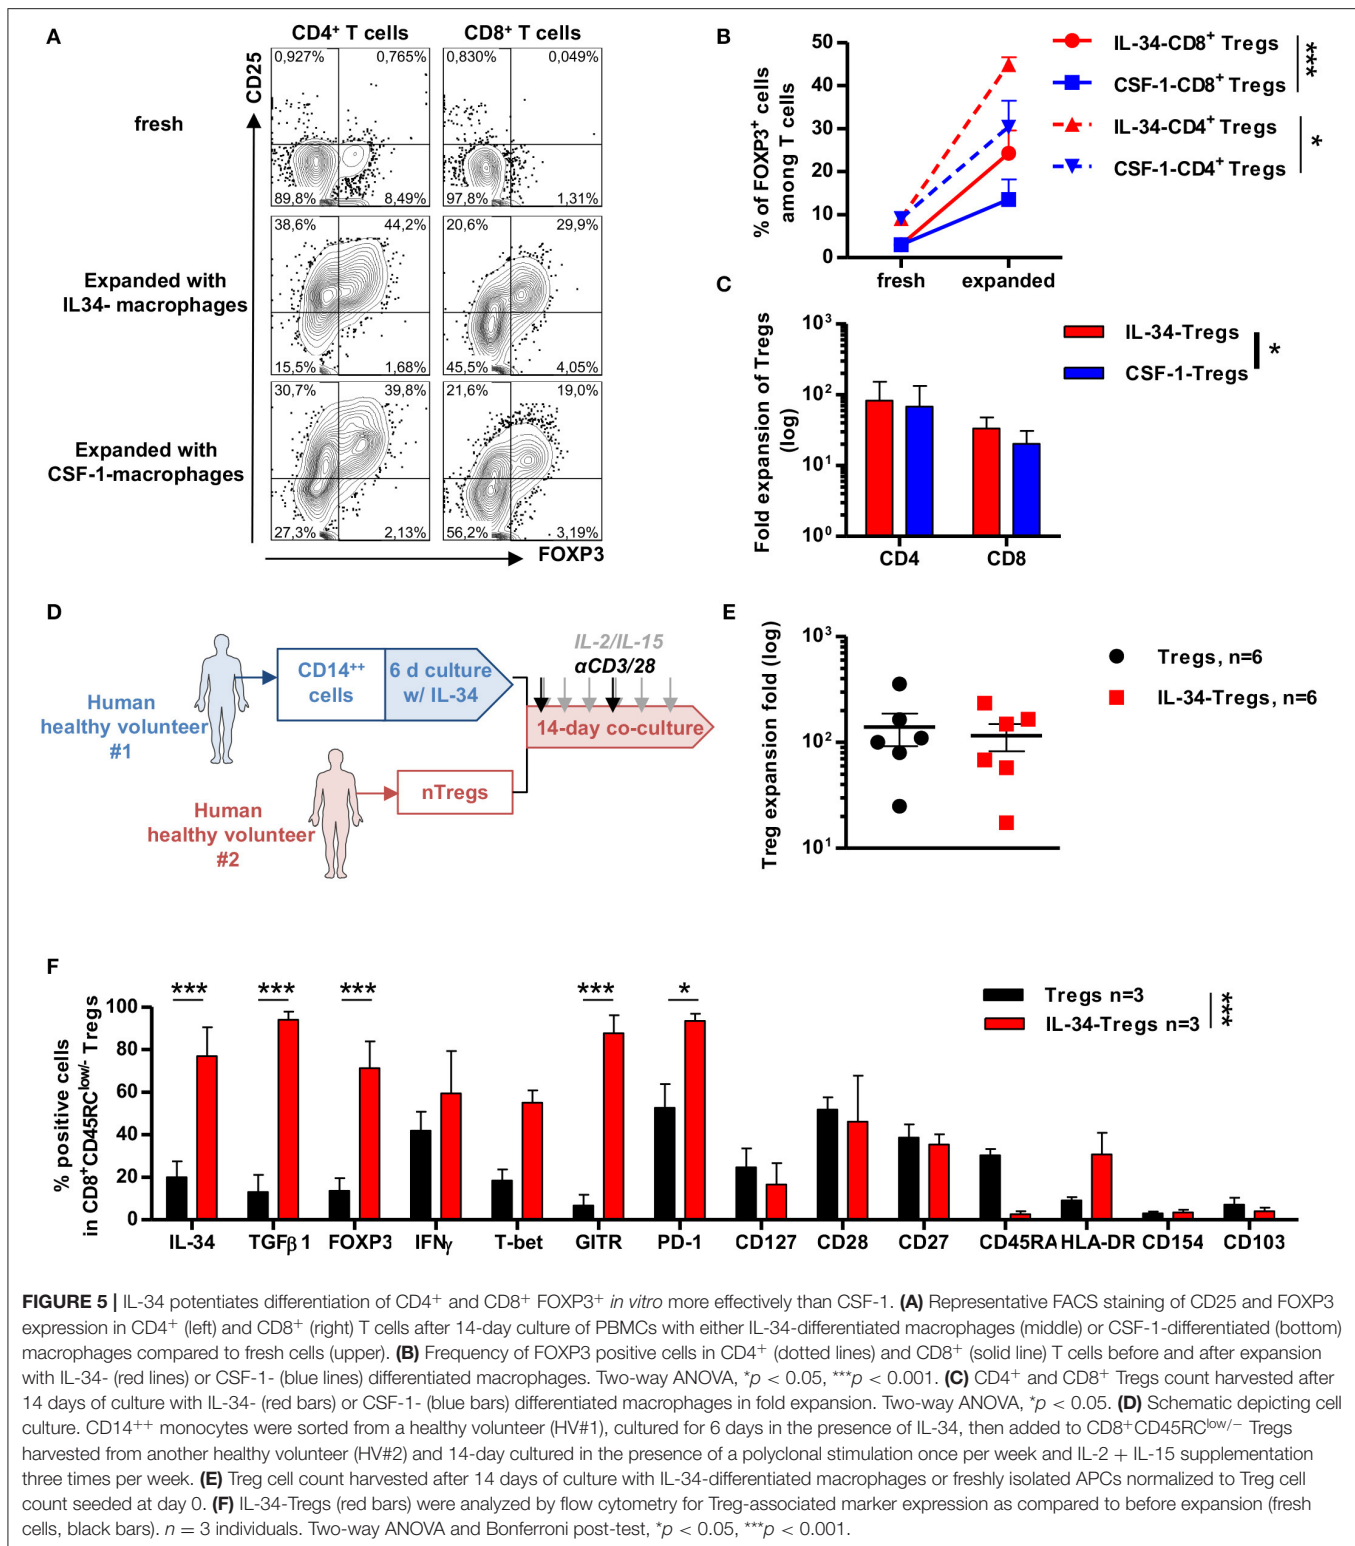 A
CD4⁺ T cells
CD8⁺ T cells
CD25
0,927%
0,765%
0,830%
0,049%
fresh
89,8%
8,49%
97,8%
1,31%
38,6%
44,2%
20,6%
29,9%
Expanded with
IL34- macrophages
15,5%
1,68%
45,5%
4,05%
30,7%
39,8%
21,6%
19,0%
Expanded with
CSF-1-macrophages
27,3%
2,13%
56,2%
3,19%
FOXP3
B
% of FOXP3⁺ cells
among T cells
50
40
30
20
10
0
fresh
expanded
IL-34-CD8⁺ Tregs
CSF-1-CD8⁺ Tregs
***
IL-34-CD4⁺ Tregs
CSF-1-CD4⁺ Tregs
*
C
Fold expansion of Tregs
(log)
10³
10²
10¹
10⁰
CD4
CD8
IL-34-Tregs
CSF-1-Tregs
*
D
Human
healthy volunteer
#1
CD14⁺⁺
cells
6 d culture
w/ IL-34
IL-2/IL-15
αCD3/28
14-day co-culture
nTregs
Human
healthy volunteer
#2
E
Treg expansion fold (log)
10³
10²
10¹
Tregs, n=6
IL-34-Tregs, n=6
F
% positive cells
in CD8⁺CD45RCˡᵒʷ/⁻ Tregs
100
80
60
40
20
0
*** *** *** *** *
Tregs n=3
IL-34-Tregs n=3
***
IL-34 TGFβ1 FOXP3 IFNγ T-bet GITR PD-1 CD127 CD28 CD27 CD45RA HLA-DR CD154 CD103
FIGURE 5 | IL-34 potentiates differentiation of CD4⁺ and CD8⁺ FOXP3⁺ in vitro more effectively than CSF-1. (A) Representative FACS staining of CD25 and FOXP3
expression in CD4⁺ (left) and CD8⁺ (right) T cells after 14-day culture of PBMCs with either IL-34-differentiated macrophages (middle) or CSF-1-differentiated (bottom)
macrophages compared to fresh cells (upper). (B) Frequency of FOXP3 positive cells in CD4⁺ (dotted lines) and CD8⁺ (solid line) T cells before and after expansion
with IL-34- (red lines) or CSF-1- (blue lines) differentiated macrophages. Two-way ANOVA, *p < 0.05, ***p < 0.001. (C) CD4⁺ and CD8⁺ Tregs count harvested after
14 days of culture with IL-34- (red bars) or CSF-1- (blue bars) differentiated macrophages in fold expansion. Two-way ANOVA, *p < 0.05. (D) Schematic depicting cell
culture. CD14⁺⁺ monocytes were sorted from a healthy volunteer (HV#1), cultured for 6 days in the presence of IL-34, then added to CD8⁺CD45RCˡᵒʷ/⁻ Tregs
harvested from another healthy volunteer (HV#2) and 14-day cultured in the presence of a polyclonal stimulation once per week and IL-2 + IL-15 supplementation
three times per week. (E) Treg cell count harvested after 14 days of culture with IL-34-differentiated macrophages or freshly isolated APCs normalized to Treg cell
count seeded at day 0. (F) IL-34-Tregs (red bars) were analyzed by flow cytometry for Treg-associated marker expression as compared to before expansion (fresh
cells, black bars). n = 3 individuals. Two-way ANOVA and Bonferroni post-test, *p < 0.05, ***p < 0.001.